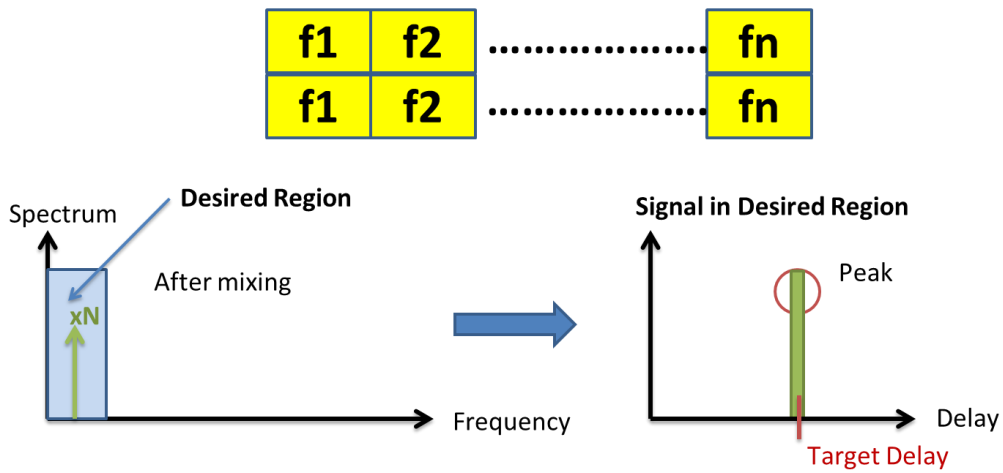 f1 f2 ................ fn
f1 f2 ................ fn
Desired Region
Spectrum
After mixing
xN
Frequency
Signal in Desired Region
Peak
Delay
Target Delay